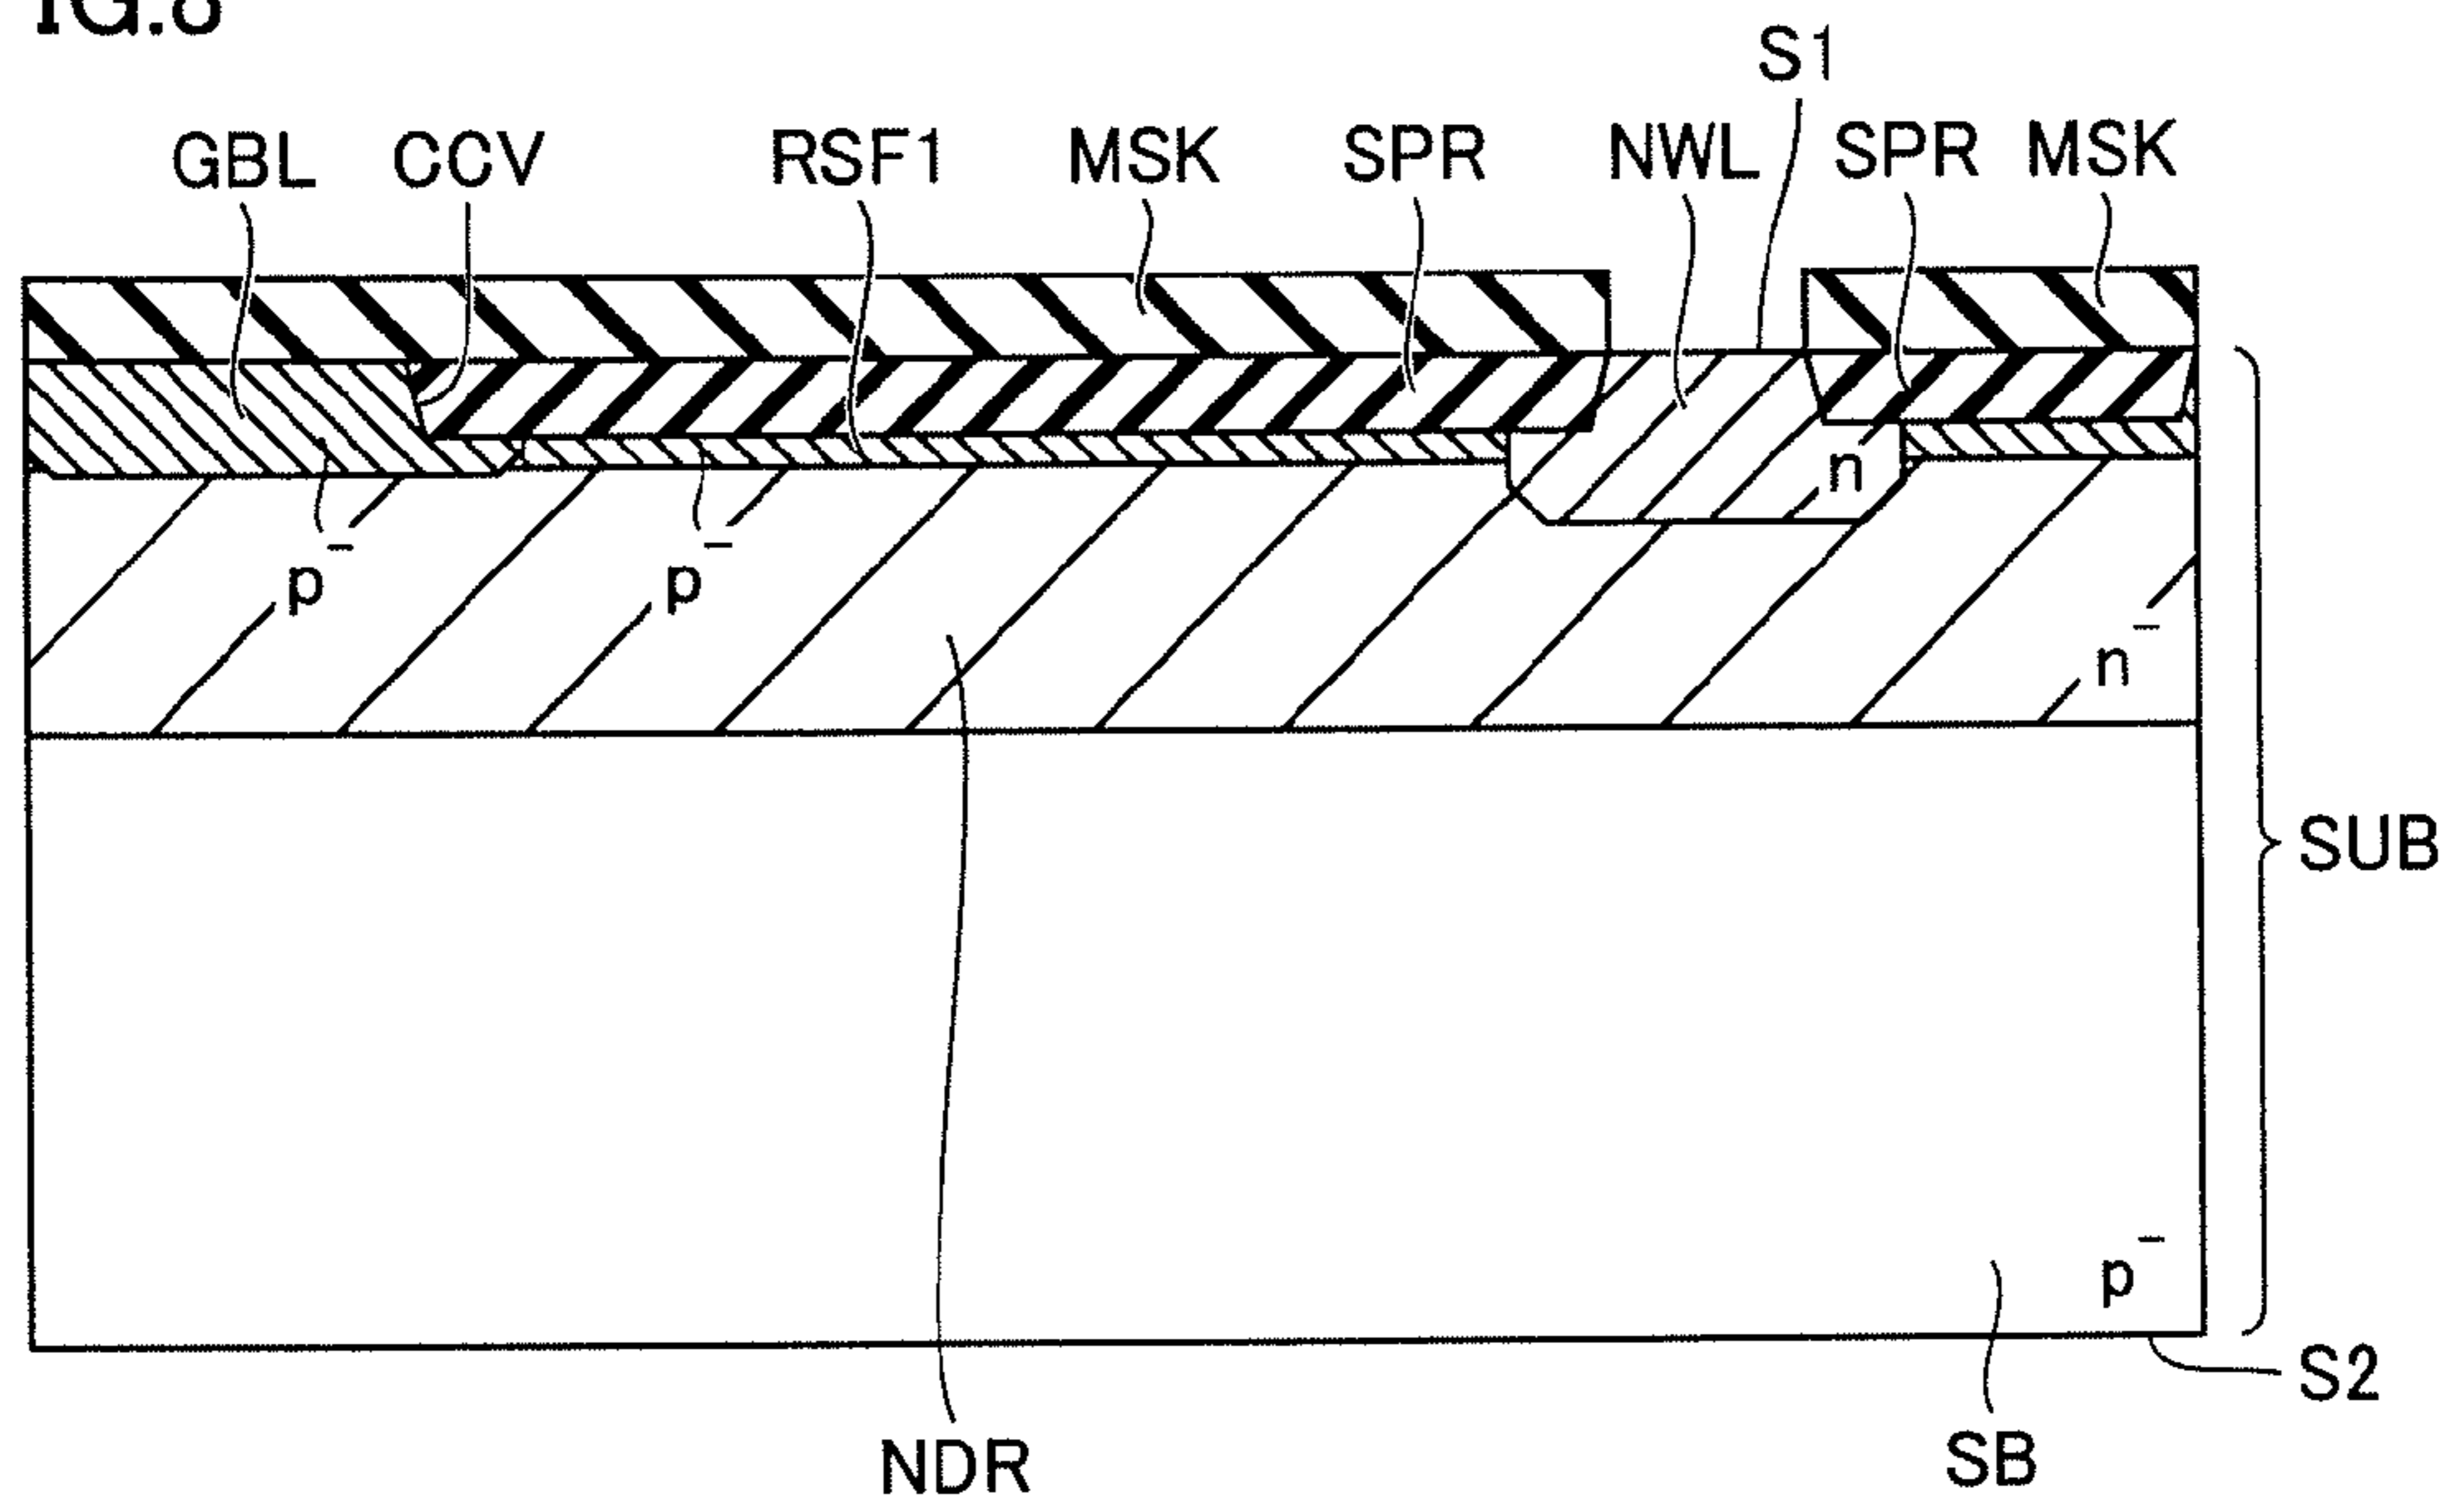 IG.8
S1
GBL CCV RSF1 MSK SPR NWL SPR MSK
n
p⁻ p⁻
n⁻
SUB
p⁻
S2
NDR SB